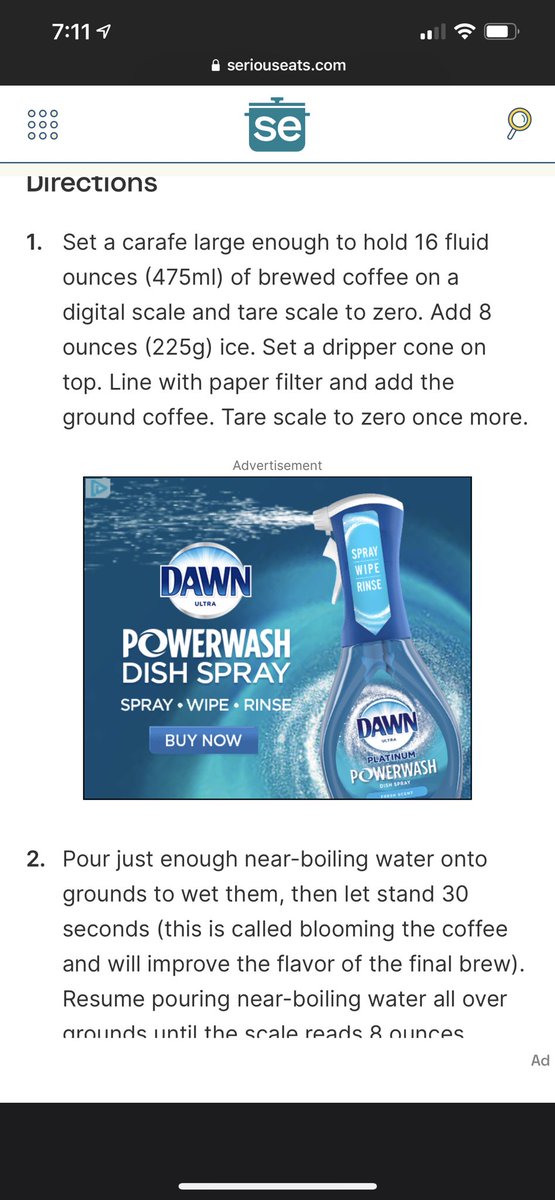 7:11
seriouseats.com
se
Directions
1. Set a carafe large enough to hold 16 fluid
ounces (475ml) of brewed coffee on a
digital scale and tare scale to zero. Add 8
ounces (225g) ice. Set a dripper cone on
top. Line with paper filter and add the
ground coffee. Tare scale to zero once more.
Advertisement
SPRAY
WIPE
RINSE
DAWN
ULTRA
POWERWASH
DISH SPRAY
SPRAY • WIPE • RINSE
BUY NOW
DAWN
ULTRA
PLATINUM
POWERWASH
DISH SPRAY
FRESH SCENT
2. Pour just enough near-boiling water onto
grounds to wet them, then let stand 30
seconds (this is called blooming the coffee
and will improve the flavor of the final brew).
Resume pouring near-boiling water all over
grounds until the scale reads 8 ounces
Ad